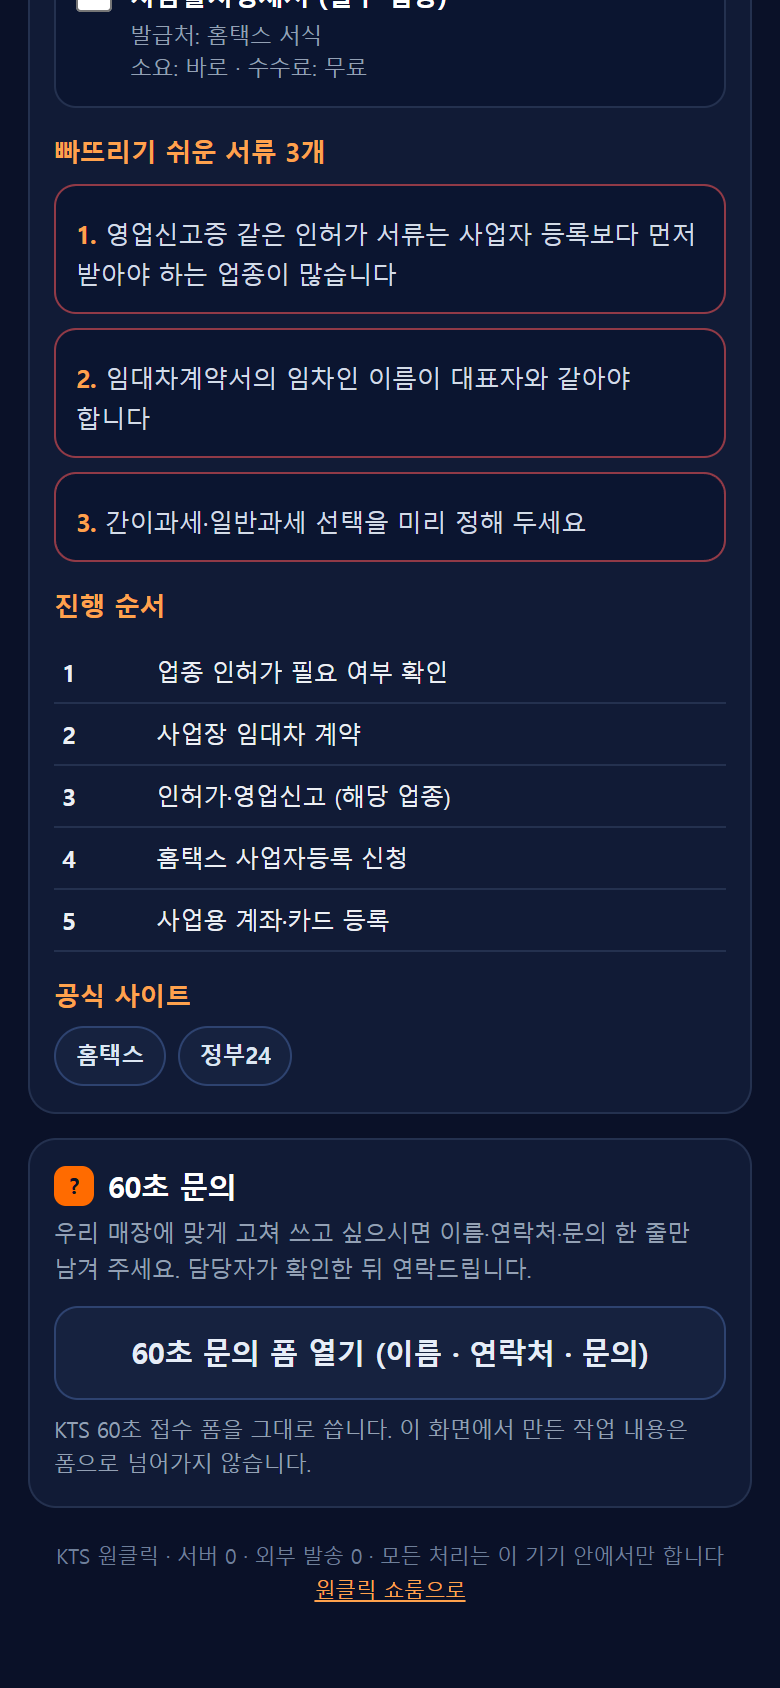 발급처: 홈택스 서식
소요: 바로 · 수수료: 무료
빠뜨리기 쉬운 서류 3개
1. 영업신고증 같은 인허가 서류는 사업자 등록보다 먼저
받아야 하는 업종이 많습니다
2. 임대차계약서의 임차인 이름이 대표자와 같아야
합니다
3. 간이과세·일반과세 선택을 미리 정해 두세요
진행 순서
1 업종 인허가 필요 여부 확인
2 사업장 임대차 계약
3 인허가·영업신고 (해당 업종)
4 홈택스 사업자등록 신청
5 사업용 계좌·카드 등록
공식 사이트
홈택스 정부24
? 60초 문의
우리 매장에 맞게 고쳐 쓰고 싶으시면 이름·연락처·문의 한 줄만
남겨 주세요. 담당자가 확인한 뒤 연락드립니다.
60초 문의 폼 열기 (이름 · 연락처 · 문의)
KTS 60초 접수 폼을 그대로 씁니다. 이 화면에서 만든 작업 내용은
폼으로 넘어가지 않습니다.
KTS 원클릭 · 서버 0 · 외부 발송 0 · 모든 처리는 이 기기 안에서만 합니다
원클릭 쇼룸으로